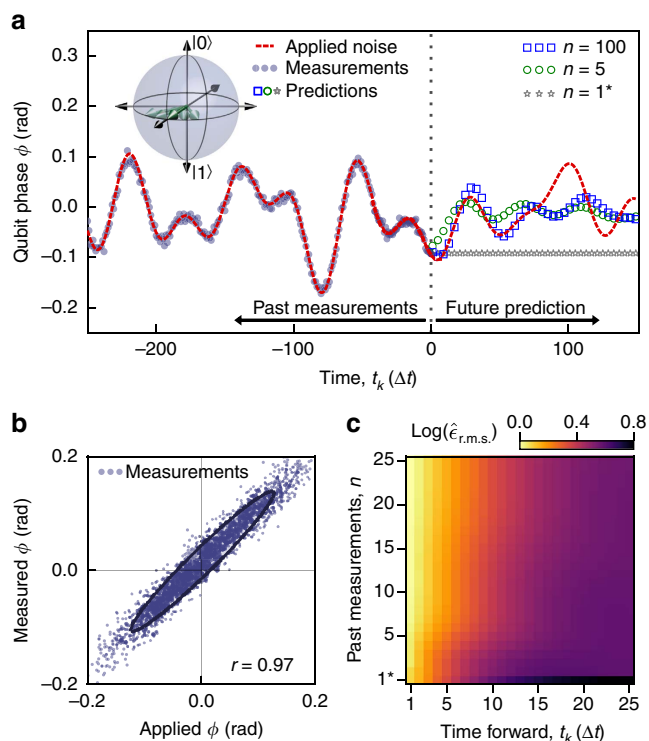 a
|0⟩
|1⟩
Applied noise
Measurements
Predictions
n = 100
n = 5
n = 1*
0.3
0.2
0.1
0.0
–0.1
–0.2
Qubit phase ϕ (rad)
Past measurements
Future prediction
–200
–100
0
100
Time, tₖ (Δt)
b
Measurements
0.2
0.0
–0.2
Measured ϕ (rad)
r = 0.97
–0.2
0.0
0.2
Applied ϕ (rad)
c
Log(ε̂r.m.s.)
0.0
0.4
0.8
25
20
15
10
5
1*
Past measurements, n
1
5
10
15
20
25
Time forward, tₖ (Δt)